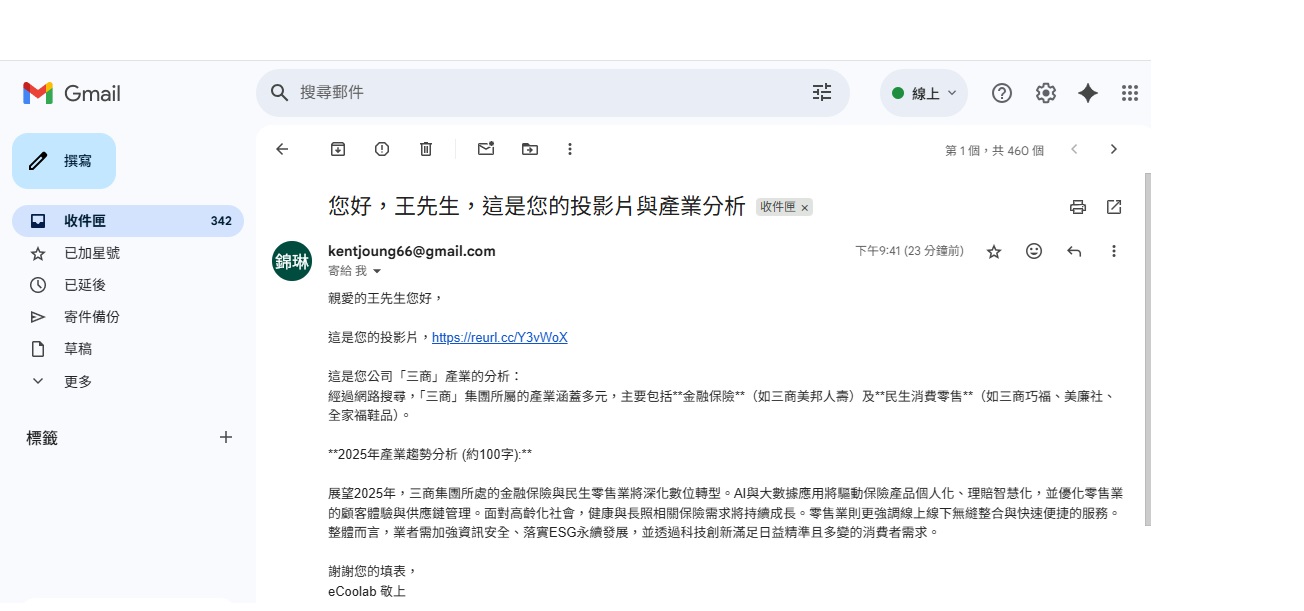 Gmail
搜尋郵件
線上
撰寫
第 1 個，共 460 個
收件匣 342
已加星號
已延後
寄件備份
草稿
更多
標籤
您好，王先生，這是您的投影片與產業分析 收件匣 ×
kentjoung66@gmail.com
下午9:41 (23 分鐘前)
寄給 我
錦琳
親愛的王先生您好，
這是您的投影片，https://reurl.cc/Y3vWoX
這是您公司「三商」產業的分析：
經過網路搜尋，「三商」集團所屬的產業涵蓋多元，主要包括**金融保險**（如三商美邦人壽）及**民生消費零售**（如三商巧福、美廉社、
全家福鞋品）。
**2025年產業趨勢分析 (約100字):**
展望2025年，三商集團所處的金融保險與民生零售業將深化數位轉型。AI與大數據應用將驅動保險產品個人化、理賠智慧化，並優化零售業
的顧客體驗與供應鏈管理。面對高齡化社會，健康與長照相關保險需求將持續成長。零售業則更強調線上線下無縫整合與快速便捷的服務。
整體而言，業者需加強資訊安全、落實ESG永續發展，並透過科技創新滿足日益精準且多變的消費者需求。
謝謝您的填表，
eCoolab 敬上